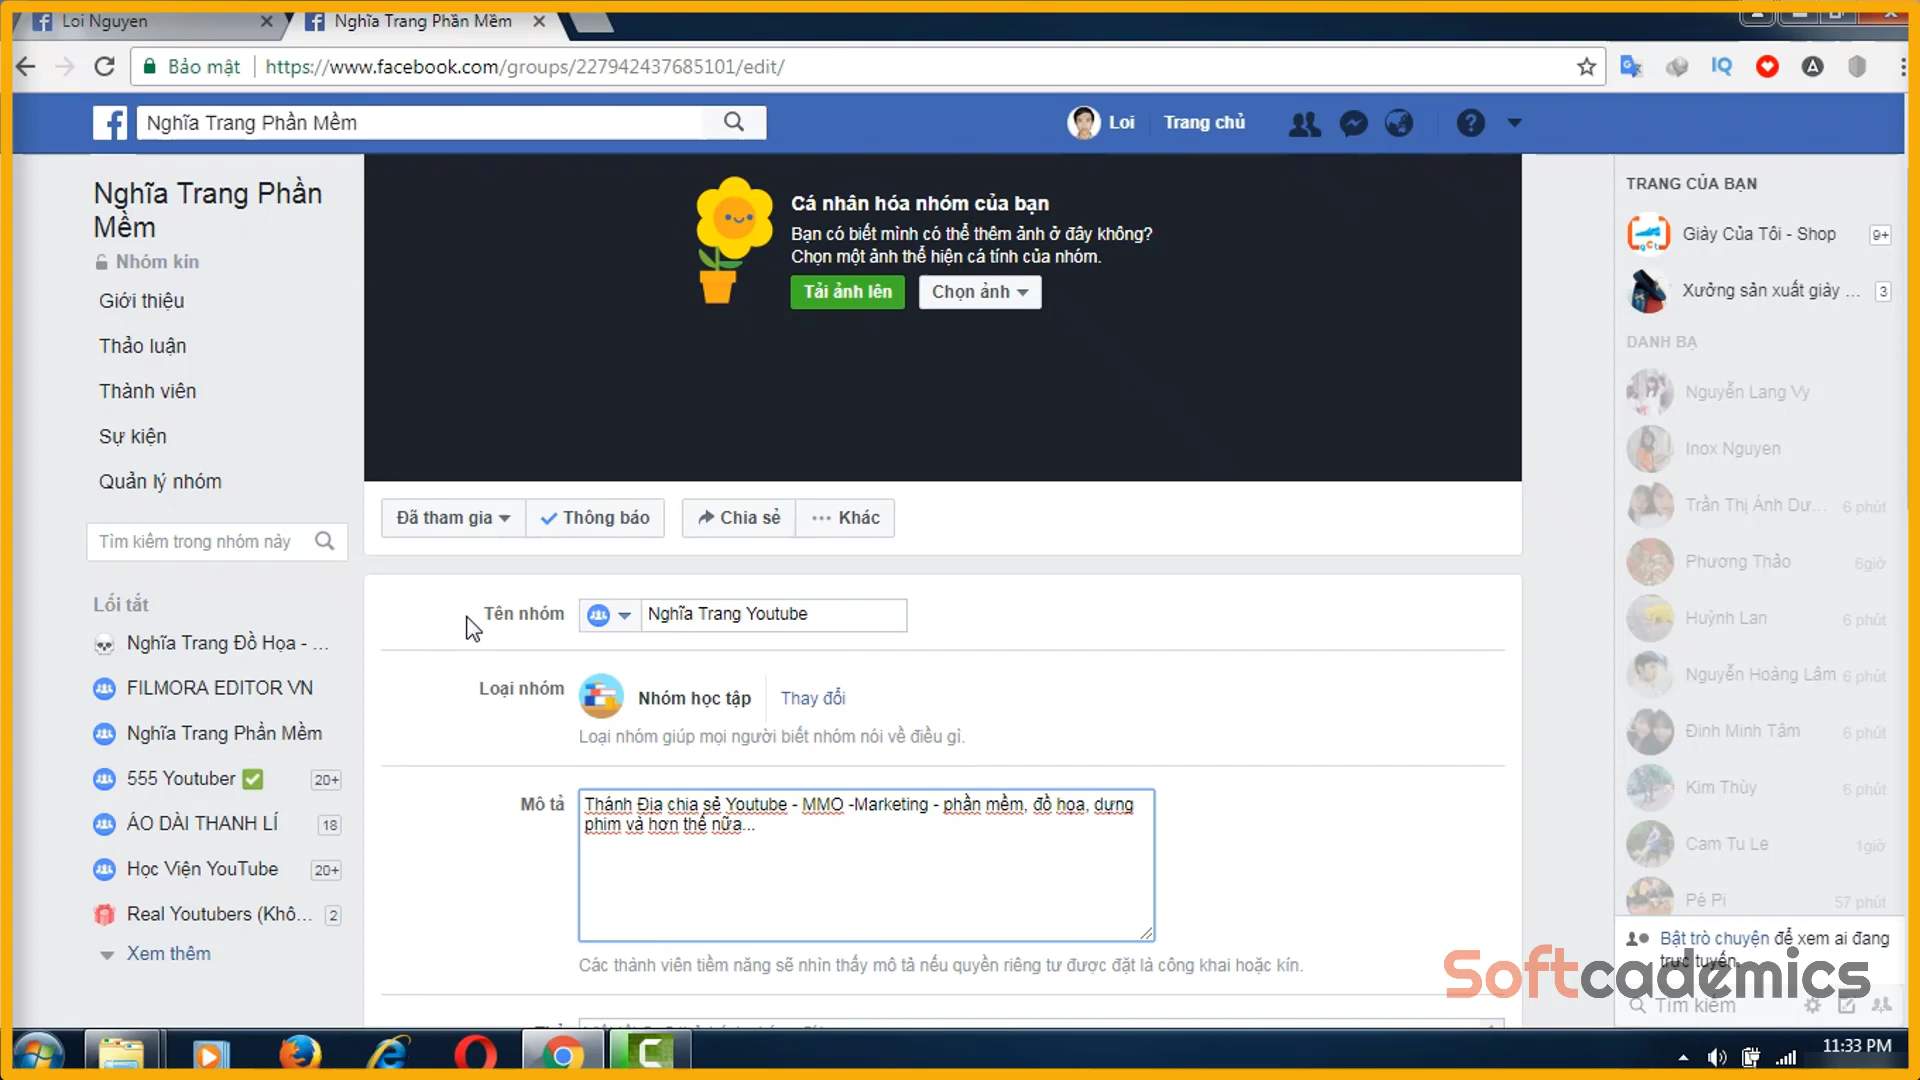 Loi Nguyen
Nghĩa Trang Phần Mềm
Bảo mật
https://www.facebook.com/groups/227942437685101/edit/
IQ
Nghĩa Trang Phần Mềm
Loi
Trang chủ
Nghĩa Trang Phần
Mềm
Nhóm kín
Giới thiệu
Thảo luận
Thành viên
Sự kiện
Quản lý nhóm
Tìm kiếm trong nhóm này
Lối tắt
Nghĩa Trang Đồ Họa - ...
FILMORA EDITOR VN
Nghĩa Trang Phần Mềm
555 Youtuber ✅ 20+
ÁO DÀI THANH LÍ 18
Học Viện YouTube 20+
Real Youtubers (Khô... 2
Xem thêm
Cá nhân hóa nhóm của bạn
Bạn có biết mình có thể thêm ảnh ở đây không?
Chọn một ảnh thể hiện cá tính của nhóm.
Tải ảnh lên
Chọn ảnh
Đã tham gia
Thông báo
Chia sẻ
Khác
Tên nhóm
Nghĩa Trang Youtube
Loại nhóm
Nhóm học tập
Thay đổi
Loại nhóm giúp mọi người biết nhóm nói về điều gì.
Mô tả
Thánh Địa chia sẻ Youtube - MMO -Marketing - phần mềm, đồ họa, dựng
phim và hơn thế nữa...
Các thành viên tiềm năng sẽ nhìn thấy mô tả nếu quyền riêng tư được đặt là công khai hoặc kín.
TRANG CỦA BẠN
Giày Của Tôi - Shop 9+
Xưởng sản xuất giày ... 3
DANH BẠ
Nguyễn Lang Vy
Inox Nguyen
Trần Thị Ánh Dư... 6 phút
Phương Thảo 6giờ
Huỳnh Lan 6 phút
Nguyễn Hoàng Lâm 6 phút
Đinh Minh Tâm 6 phút
Kim Thùy 6 phút
Cam Tu Le 1giờ
Pé Pi 57 phút
Bật trò chuyện để xem ai đang
trực tuyến.
Softcademics
Tìm kiếm
11:33 PM